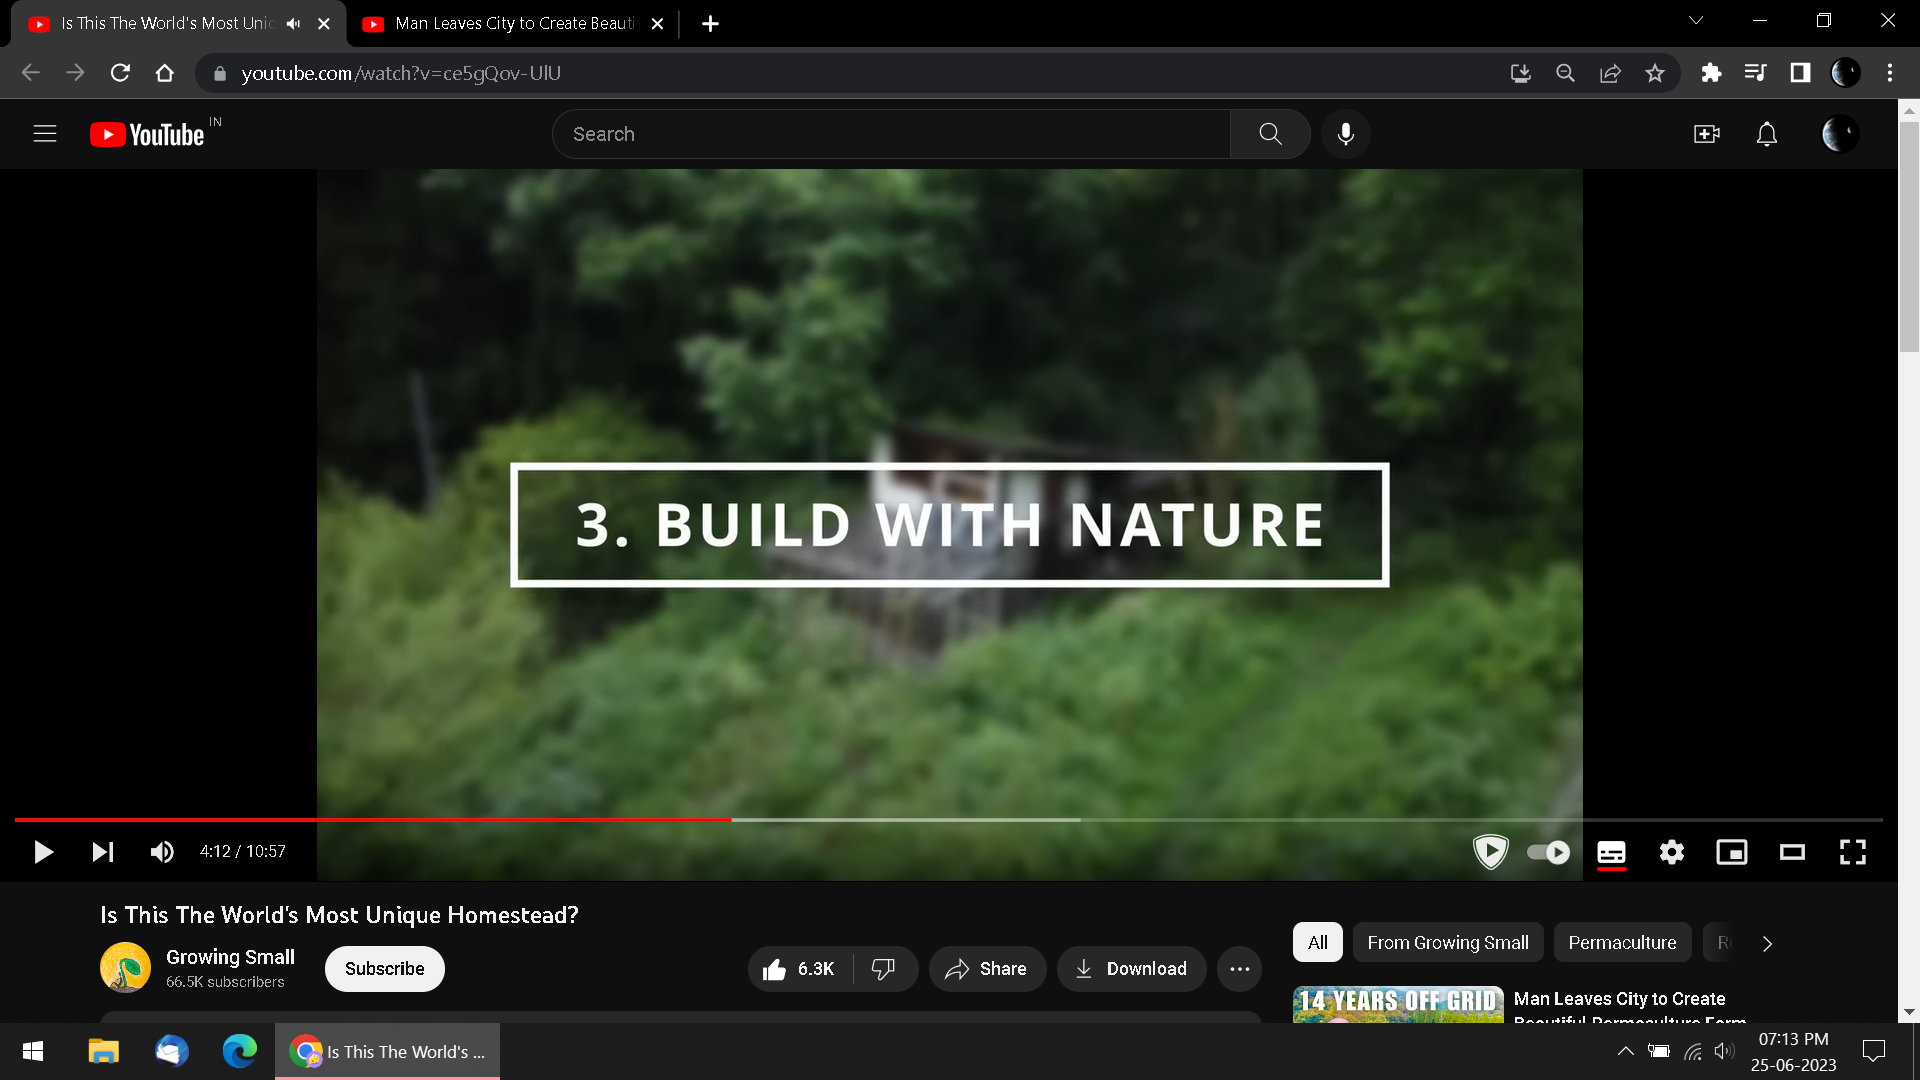 Is This The World's Most Uniq
Man Leaves City to Create Beauti
youtube.com/watch?v=ce5gQov-UlU
YouTube IN
Search
3. BUILD WITH NATURE
4:12 / 10:57
Is This The World's Most Unique Homestead?
Growing Small
66.5K subscribers
Subscribe
6.3K
Share
Download
All
From Growing Small
Permaculture
14 YEARS OFF GRID
Man Leaves City to Create
Beautiful Permaculture Farm
Is This The World's ...
07:13 PM
25-06-2023